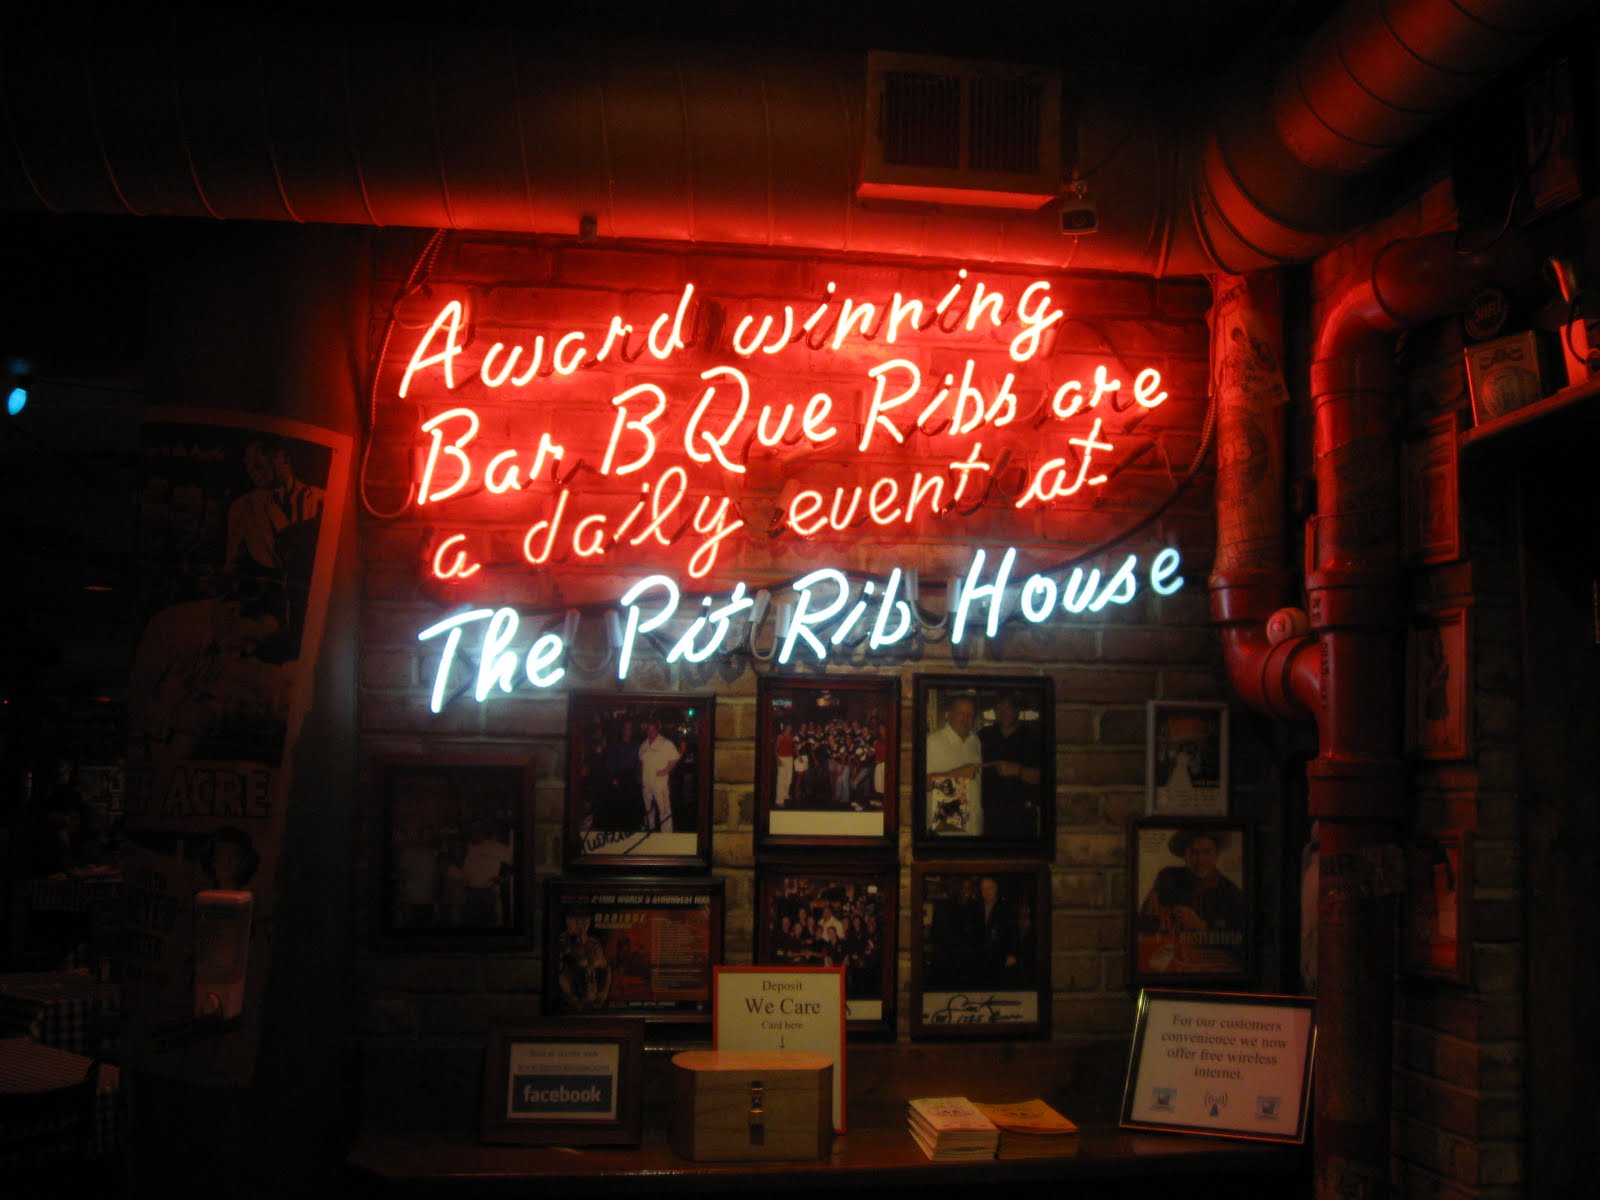 Award winning
Bar B Que Ribs are
a daily event at
The Pit Rib House
ACRE
Deposit
We Care
Card here
facebook
For our customers
convenience we now
offer free wireless
internet.